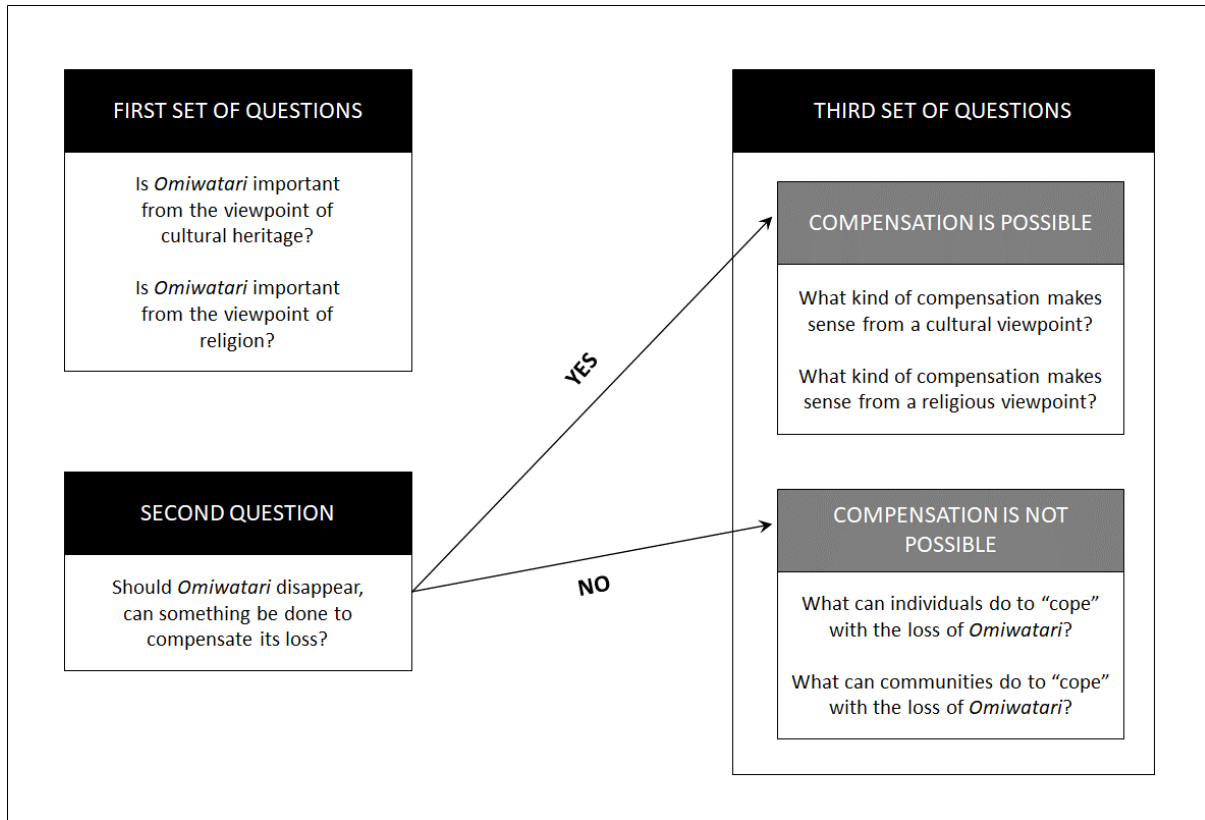 FIRST SET OF QUESTIONS
Is Omiwatari important
from the viewpoint of
cultural heritage?
Is Omiwatari important
from the viewpoint of
religion?
SECOND QUESTION
Should Omiwatari disappear,
can something be done to
compensate its loss?
YES
NO
THIRD SET OF QUESTIONS
COMPENSATION IS POSSIBLE
What kind of compensation makes
sense from a cultural viewpoint?
What kind of compensation makes
sense from a religious viewpoint?
COMPENSATION IS NOT
POSSIBLE
What can individuals do to “cope”
with the loss of Omiwatari?
What can communities do to “cope”
with the loss of Omiwatari?